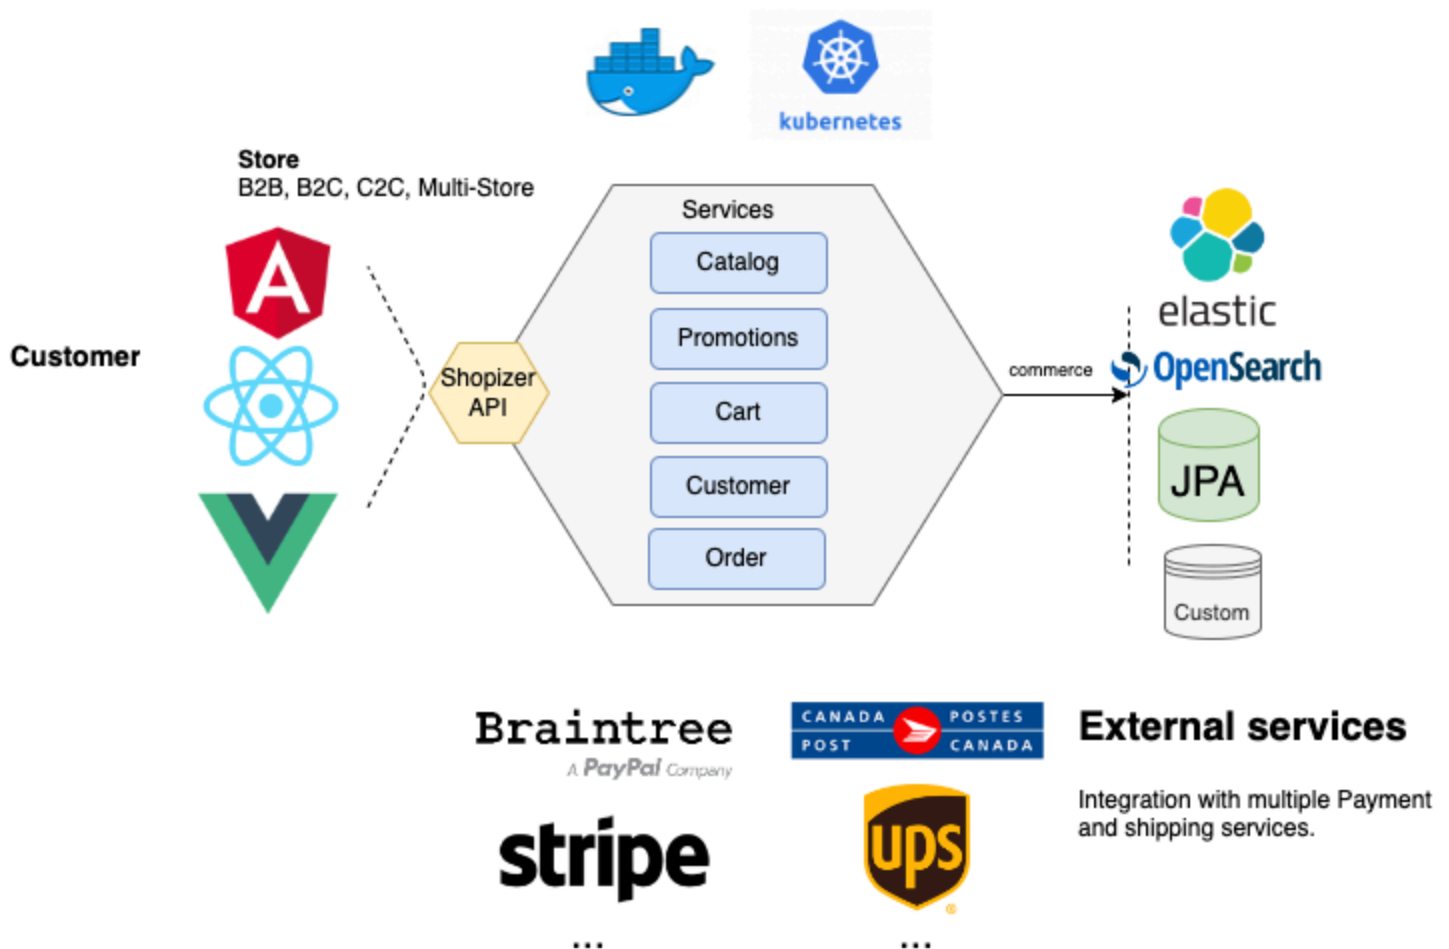 kubernetes
Store
B2B, B2C, C2C, Multi-Store
Services
Catalog
Promotions
Cart
Customer
Order
Customer
Shopizer
API
commerce
elastic
OpenSearch
JPA
Custom
Braintree
A PayPal Company
stripe
...
CANADA POSTES
POST CANADA
ups
®
...
External services
Integration with multiple Payment
and shipping services.